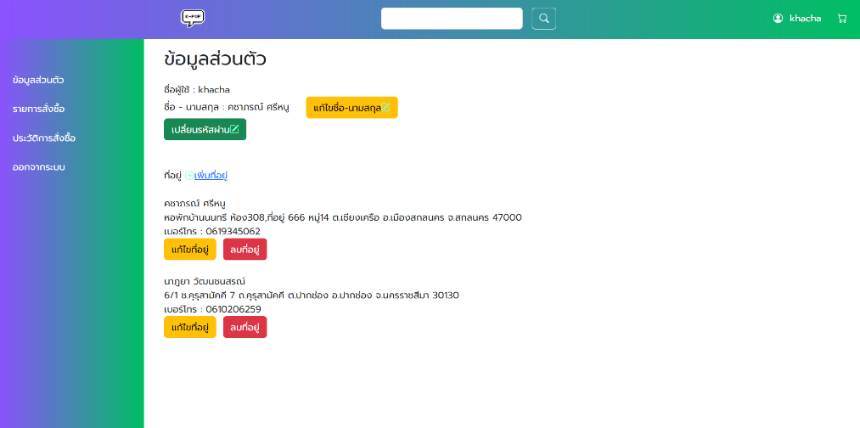 K-POP
khacha
ข้อมูลส่วนตัว
รายการสั่งซื้อ
ประวัติการสั่งซื้อ
ออกจากระบบ
ข้อมูลส่วนตัว
ชื่อผู้ใช้ : khacha
ชื่อ - นามสกุล : คชาภรณ์ ศรีหนู แก้ไขชื่อ-นามสกุล
เปลี่ยนรหัสผ่าน
ที่อยู่ เพิ่มที่อยู่
คชาภรณ์ ศรีหนู
หอพักบ้านนนทรี ห้อง308,ที่อยู่ 666 หมู่14 ต.เชียงเครือ อ.เมืองสกลนคร จ.สกลนคร 47000
เบอร์โทร : 0619345062
แก้ไขที่อยู่ ลบที่อยู่
นาฎยา วัฒนชนสรณ์
6/1 ซ.คุรุสามัคคี 7 ถ.คุรุสามัคคี ต.ปากช่อง อ.ปากช่อง จ.นครราชสีมา 30130
เบอร์โทร : 0610206259
แก้ไขที่อยู่ ลบที่อยู่